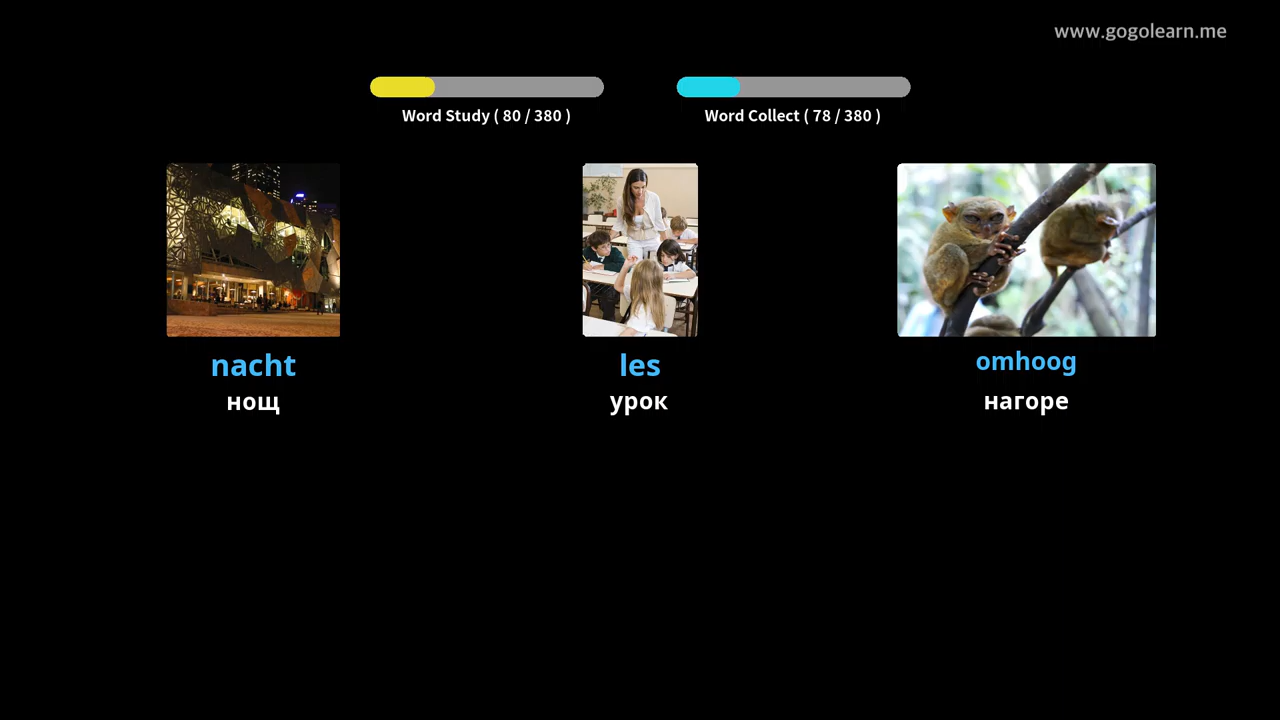 www.gogolearn.me
Word Study ( 80 / 380 )
Word Collect ( 78 / 380 )
nacht
нощ
les
урок
omhoog
нагоре